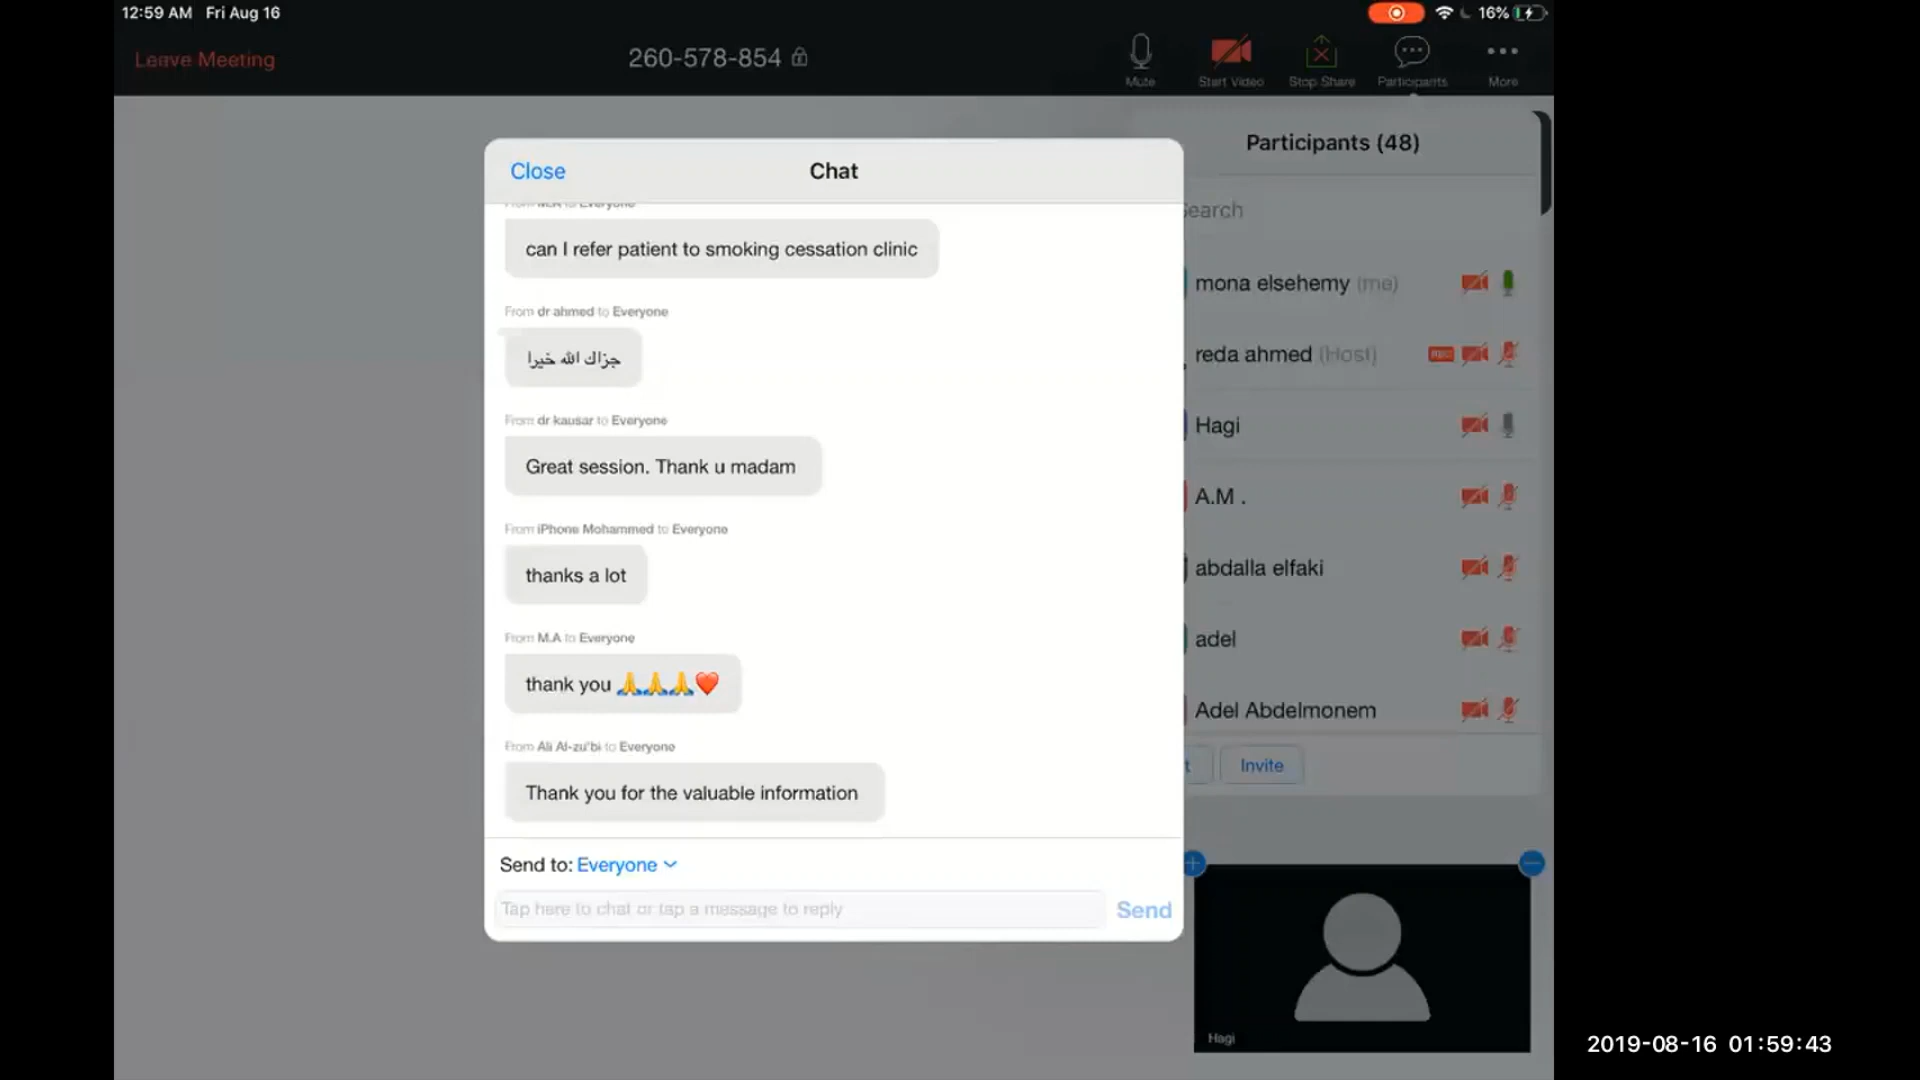 12:59 AM Fri Aug 16
16%
Leave Meeting
260-578-854
Mute
Start Video
Stop Share
Participants
More
Close
Chat
Participants (48)
From M.A to Everyone
can I refer patient to smoking cessation clinic
From dr ahmed to Everyone
جزاك الله خيرا
From dr kausar to Everyone
Great session. Thank u madam
From iPhone Mohammed to Everyone
thanks a lot
From M.A to Everyone
thank you 🙏🙏🙏❤️
From Ali Al-zu'bi to Everyone
Thank you for the valuable information
Send to: Everyone
Tap here to chat or tap a message to reply
Send
Search
mona elsehemy (me)
reda ahmed (Host)
REC
Hagi
A.M .
abdalla elfaki
adel
Adel Abdelmonem
Invite
Hagi
2019-08-16 01:59:43